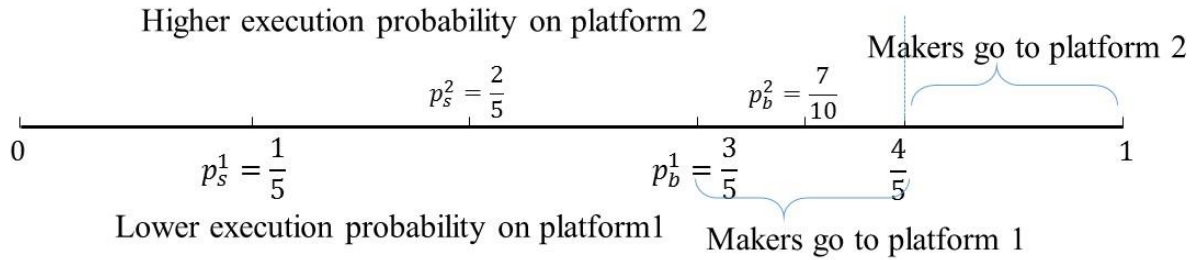 Higher execution probability on platform 2
Makers go to platform 2
p_s^2 = 2/5
p_b^2 = 7/10
0
p_s^1 = 1/5
p_b^1 = 3/5
4/5
1
Lower execution probability on platform1
Makers go to platform 1